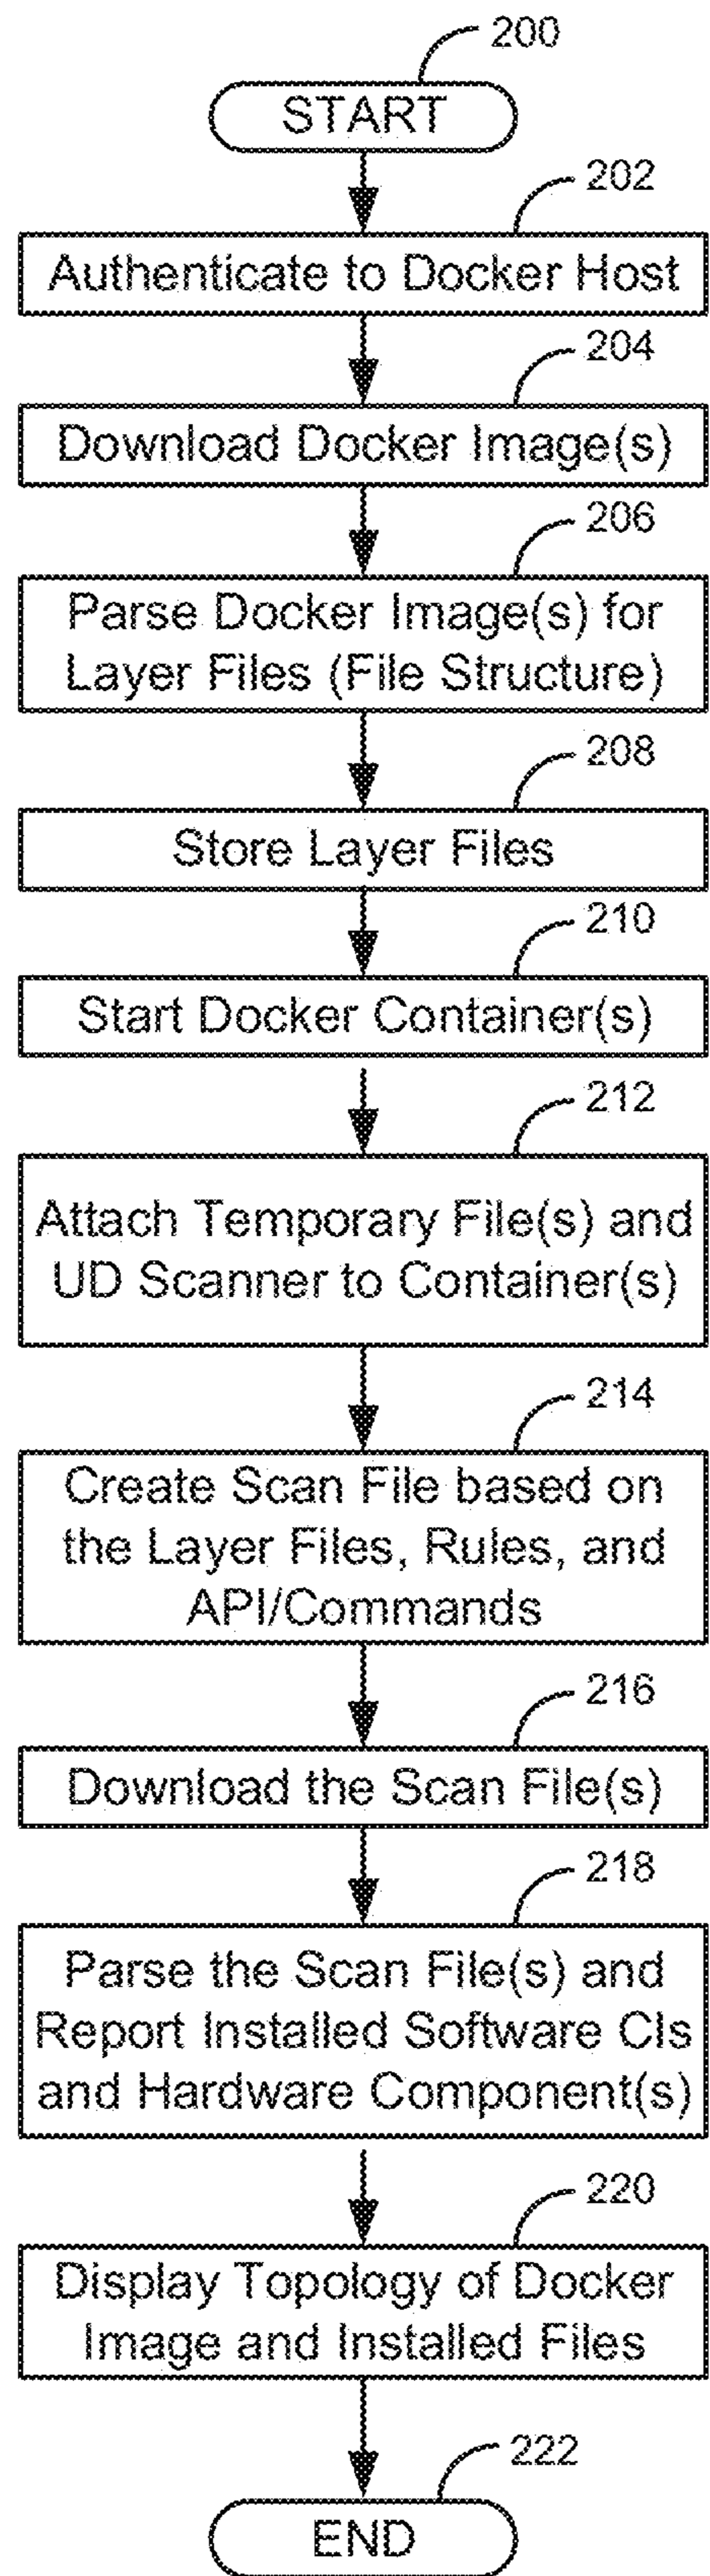 200
START
202
Authenticate to Docker Host
204
Download Docker Image(s)
206
Parse Docker Image(s) for
Layer Files (File Structure)
208
Store Layer Files
210
Start Docker Container(s)
212
Attach Temporary File(s) and
UD Scanner to Container(s)
214
Create Scan File based on
the Layer Files, Rules, and
API/Commands
216
Download the Scan File(s)
218
Parse the Scan File(s) and
Report Installed Software CIs
and Hardware Component(s)
220
Display Topology of Docker
Image and Installed Files
222
END